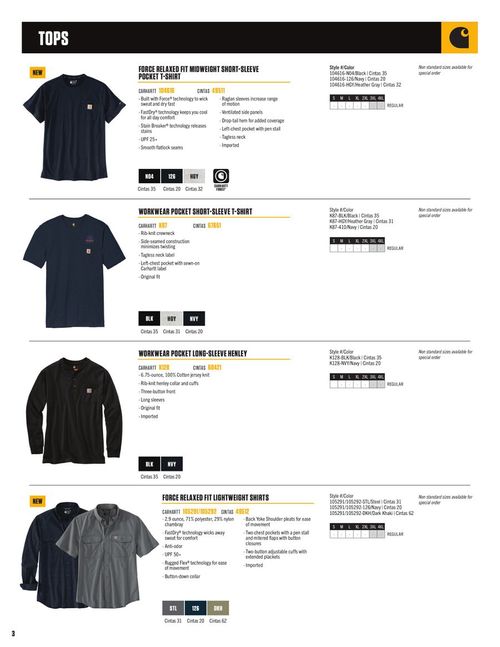 TOPS
NEW
FORCE RELAXED FIT MIDWEIGHT SHORT-SLEEVE
POCKET T-SHIRT
CARHARTT 104616 CINTAS
- Built with Force® technology to wick
sweat and dry fast
- FastDry® technology keeps you cool
for all day comfort
- Stain Breaker® technology releases
stains
- UPF 25+
- Smooth flatlock seams
- Raglan sleeves increase range
of motion
- Ventilated side panels
- Drop-tail hem for added coverage
- Left-chest pocket with pen stall
- Tagless neck
- Imported
N04 126 HGY
Cintas 35 Cintas 20 Cintas 32
CARHARTT
FORCE
Style #/Color
104616-N04/Black | Cintas 35
104616-126/Navy | Cintas 20
104616-HGY/Heather Gray | Cintas 32
S M L XL 2XL 3XL 4XL
REGULAR
Non standard sizes available for
special order
WORKWEAR POCKET SHORT-SLEEVE T-SHIRT
CARHARTT K87 CINTAS 67651
- Rib-knit crewneck
- Side-seamed construction
minimizes twisting
- Tagless neck label
- Left-chest pocket with sewn-on
Carhartt label
- Original fit
BLK HGY NVY
Cintas 35 Cintas 31 Cintas 20
Style #/Color
K87-BLK/Black | Cintas 35
K87-HGY/Heather Gray | Cintas 31
K87-410/Navy | Cintas 20
S M L XL 2XL 3XL 4XL
REGULAR
Non standard sizes available for
special order
WORKWEAR POCKET LONG-SLEEVE HENLEY
CARHARTT K128 CINTAS 60421
- 6.75-ounce, 100% Cotton jersey knit
- Rib-knit henley collar and cuffs
- Three-button front
- Long sleeves
- Original fit
- Imported
BLK NVY
Cintas 35 Cintas 20
Style #/Color
K128-BLK/Black | Cintas 35
K128-NVY/Navy | Cintas 20
S M L XL 2XL 3XL 4XL
REGULAR
Non standard sizes available for
special order
NEW
FORCE RELAXED FIT LIGHTWEIGHT SHIRTS
CARHARTT 105291/105292 CINTAS 49612
- 2.9 ounce, 71% polyester, 29% nylon
chambray
- FastDry® technology wicks away
sweat for comfort
- Anti-odor
- UPF 50+
- Rugged Flex® technology for ease
of movement
- Button-down collar
- Back Yoke Shoulder pleats for ease
of movement
- Two chest pockets with a pen stall
and mitered flaps with button
closures
- Two-button adjustable cuffs with
extended plackets
- Imported
STL 126 DKH
Cintas 31 Cintas 20 Cintas 62
Style #/Color
105291/105292-STL/Steel | Cintas 31
105291/105292-126/Navy | Cintas 20
105291/105292-DKH/Dark Khaki | Cintas 62
S M L XL 2XL 3XL 4XL
REGULAR
Non standard sizes available for
special order
3